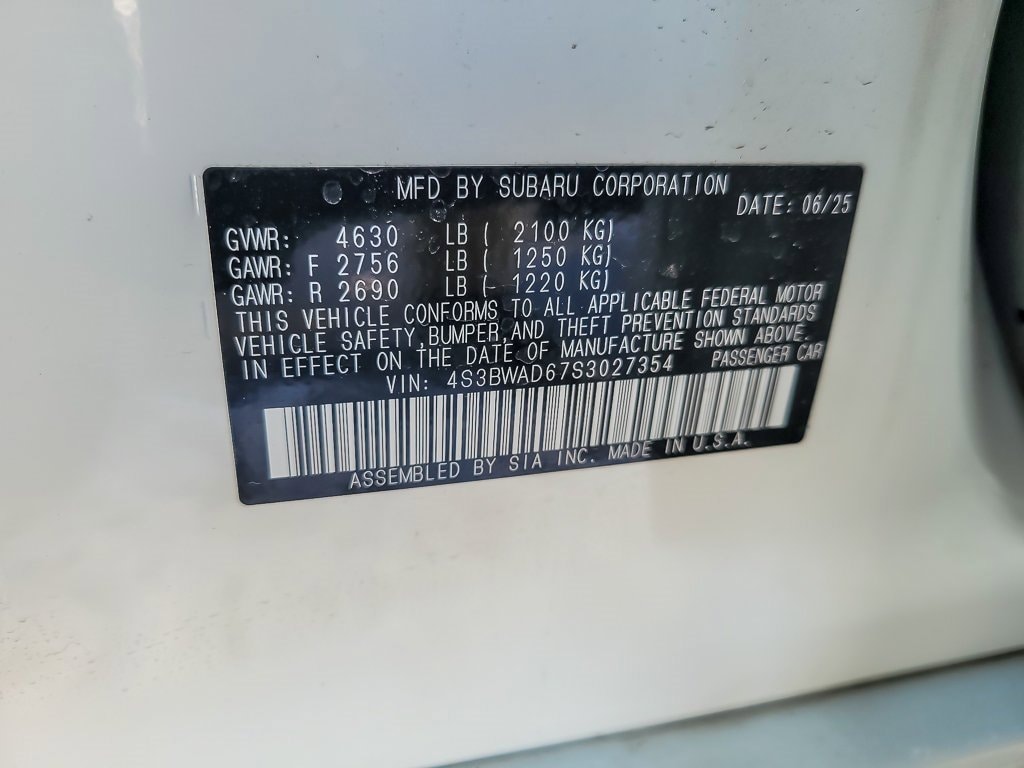 MFD BY SUBARU CORPORATION
DATE: 06/25
GVWR: 4630 LB ( 2100 KG)
GAWR: F 2756 LB ( 1250 KG)
GAWR: R 2690 LB ( 1220 KG)
THIS VEHICLE CONFORMS TO ALL APPLICABLE FEDERAL MOTOR
VEHICLE SAFETY, BUMPER, AND THEFT PREVENTION STANDARDS
IN EFFECT ON THE DATE OF MANUFACTURE SHOWN ABOVE.
VIN: 4S3BWAD67S3027354 PASSENGER CAR
ASSEMBLED BY SIA INC. MADE IN U.S.A.